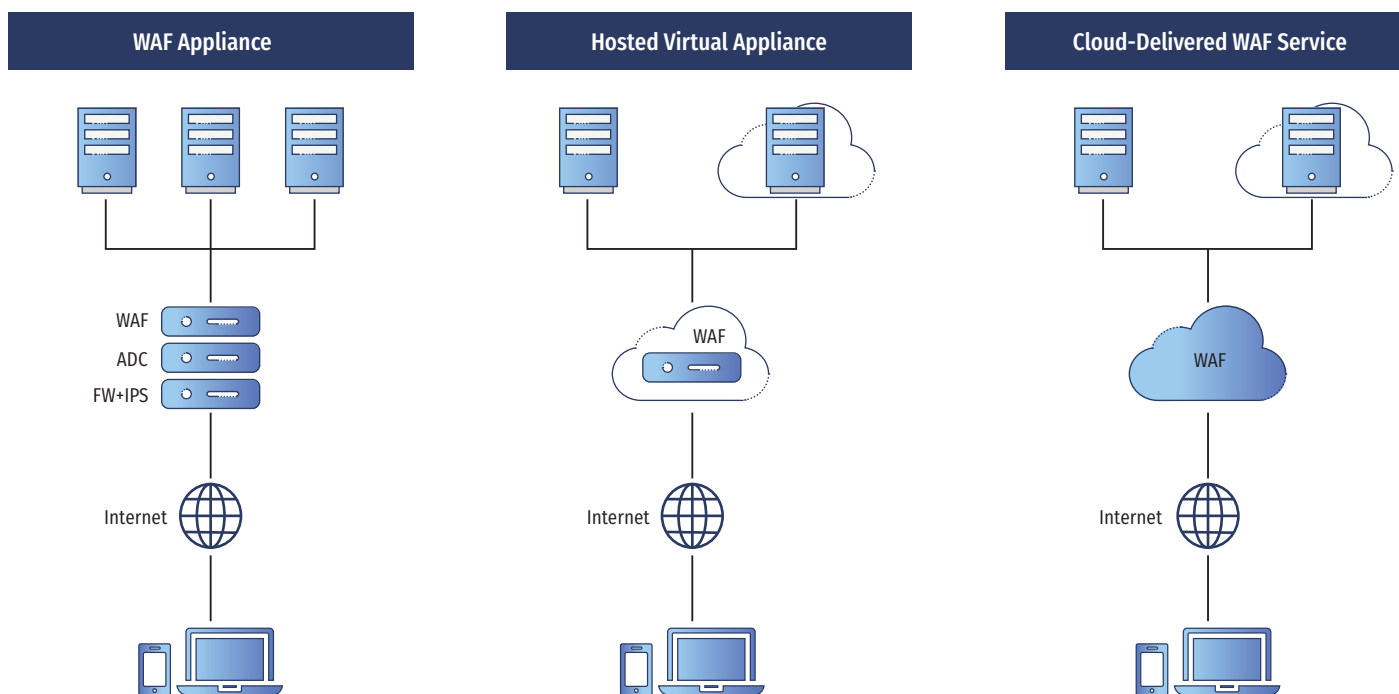 WAF Appliance
Hosted Virtual Appliance
Cloud-Delivered WAF Service
WAF
ADC
FW+IPS
WAF
WAF
Internet
Internet
Internet